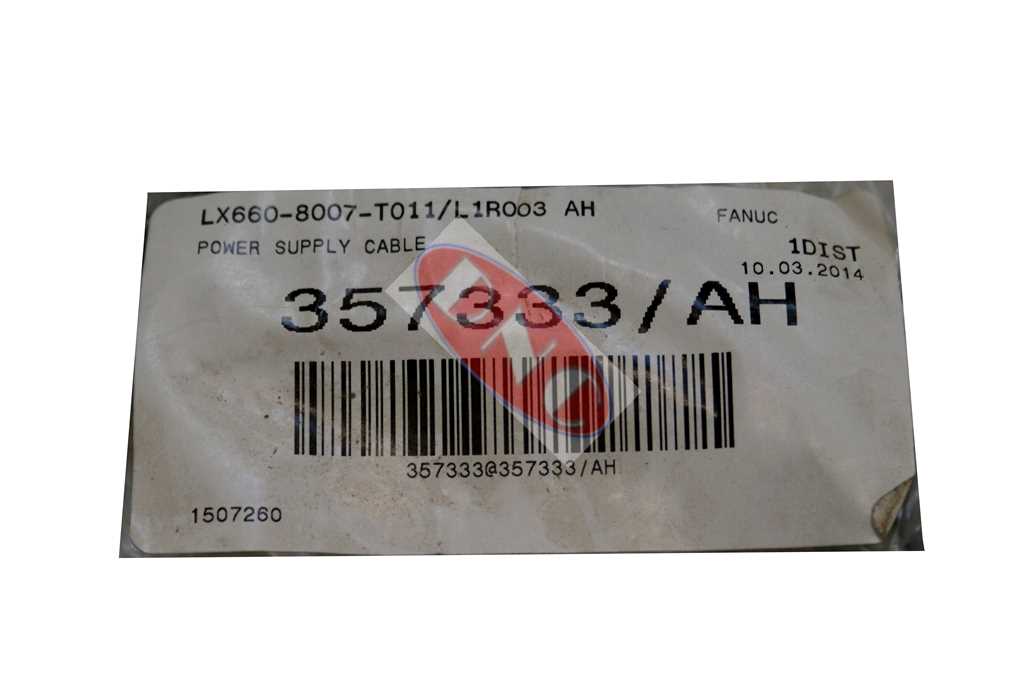 LX660-8007-T011/L1R003 AH FANUC
POWER SUPPLY CABLE 1DIST
10.03.2014
357333/AH
357333@357333/AH
1507260